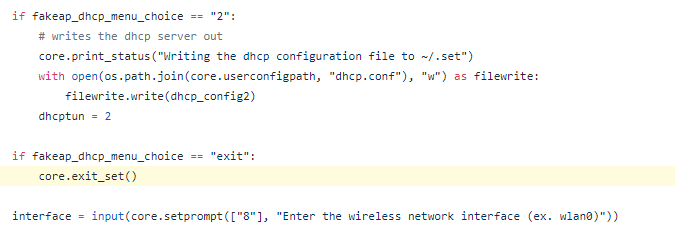 if fakeap_dhcp_menu_choice == "2":
    # writes the dhcp server out
    core.print_status("Writing the dhcp configuration file to ~/.set")
    with open(os.path.join(core.userconfigpath, "dhcp.conf"), "w") as filewrite:
        filewrite.write(dhcp_config2)
    dhcptun = 2
if fakeap_dhcp_menu_choice == "exit":
    core.exit_set()
interface = input(core.setprompt(["8"], "Enter the wireless network interface (ex. wlan0)"))